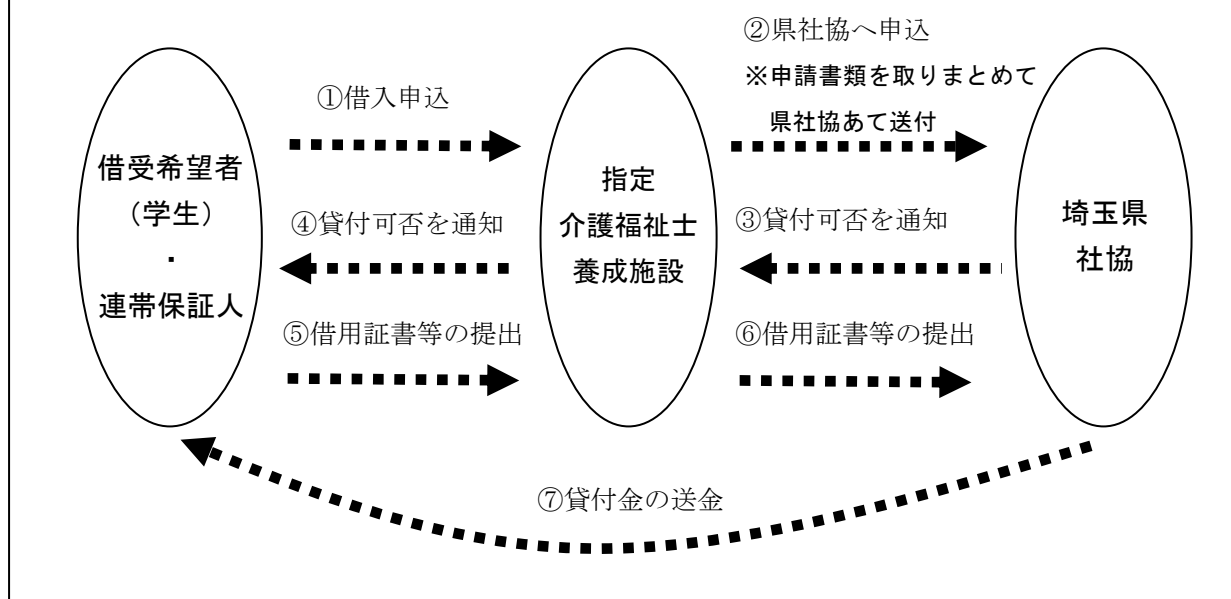 ①借入申込
②県社協へ申込
※申請書類を取りまとめて
県社協あて送付
借受希望者
（学生）
・
連帯保証人
指定
介護福祉士
養成施設
埼玉県
社協
④貸付可否を通知
③貸付可否を通知
⑤借用証書等の提出
⑥借用証書等の提出
⑦貸付金の送金